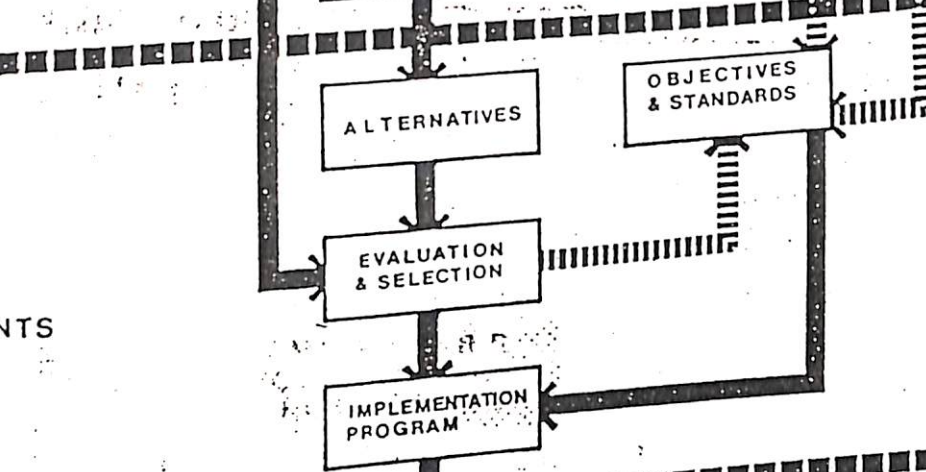 OBJECTIVES
& STANDARDS
ALTERNATIVES
EVALUATION
& SELECTION
NTS
IMPLEMENTATION
PROGRAM